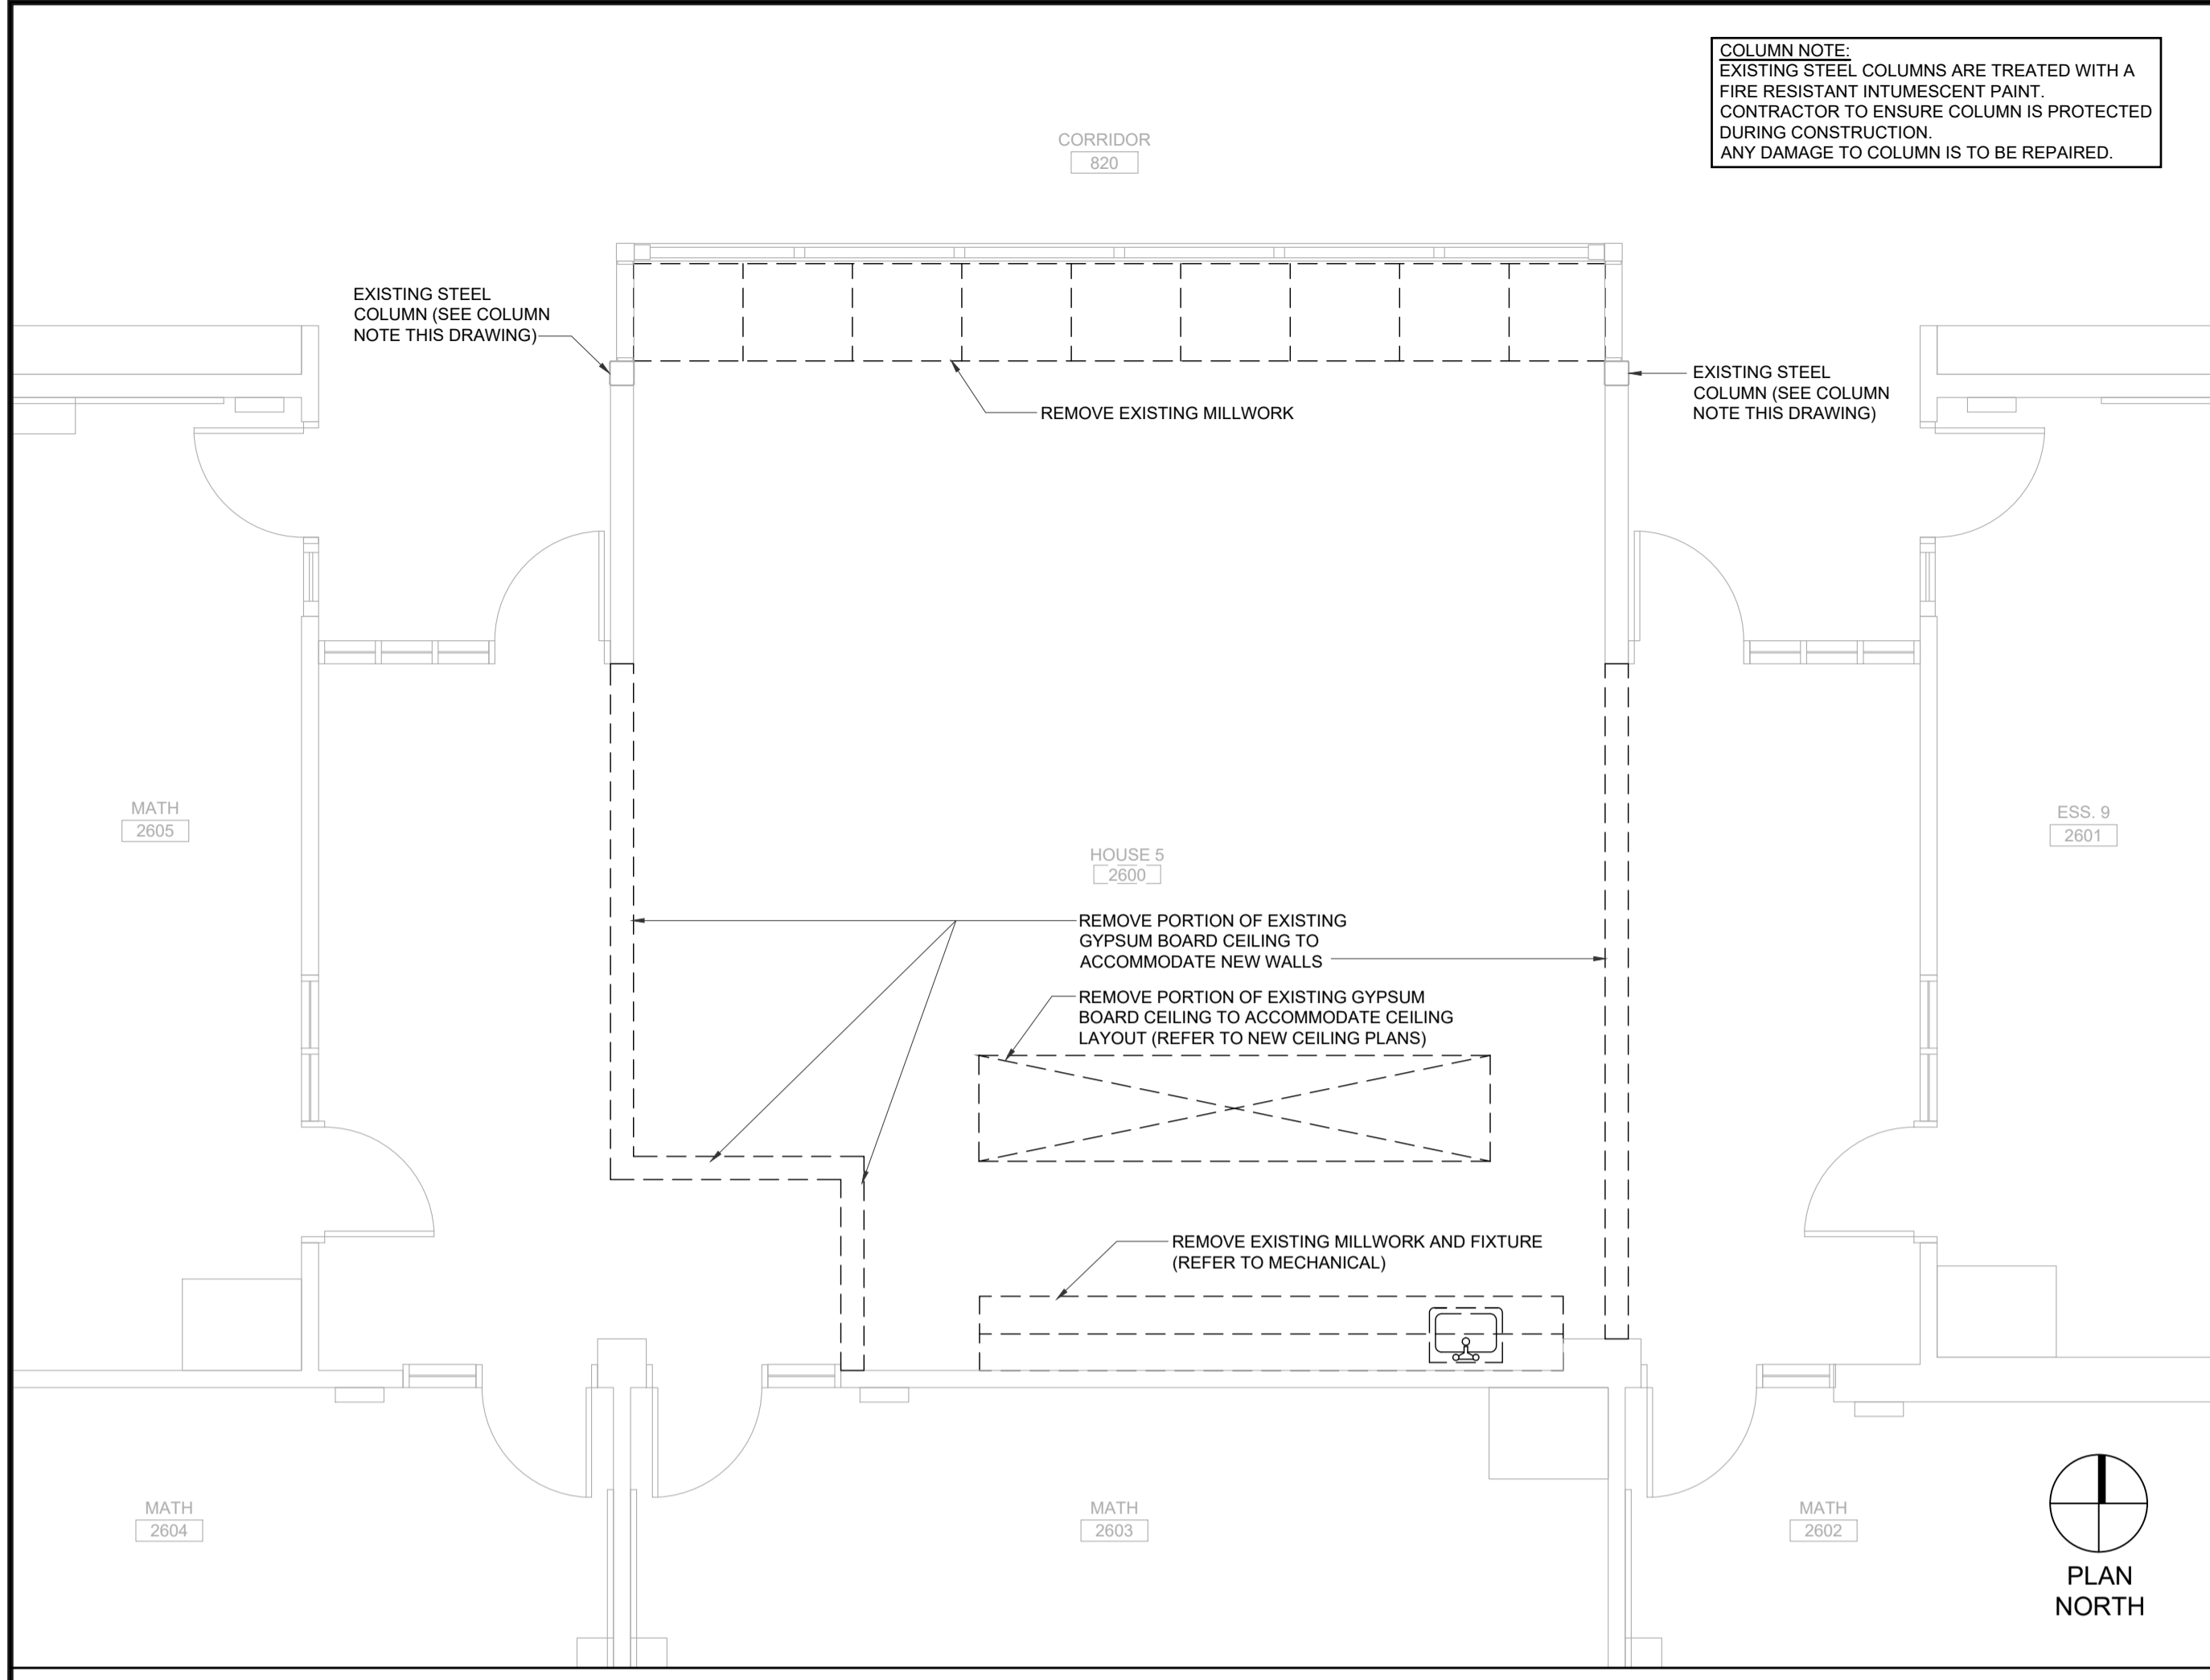 COLUMN NOTE:
EXISTING STEEL COLUMNS ARE TREATED WITH A
FIRE RESISTANT INTUMESCENT PAINT.
CONTRACTOR TO ENSURE COLUMN IS PROTECTED
DURING CONSTRUCTION.
ANY DAMAGE TO COLUMN IS TO BE REPAIRED.
CORRIDOR
820
EXISTING STEEL
COLUMN (SEE COLUMN
NOTE THIS DRAWING)
EXISTING STEEL
COLUMN (SEE COLUMN
NOTE THIS DRAWING)
REMOVE EXISTING MILLWORK
MATH
2605
ESS. 9
2601
HOUSE 5
2600
REMOVE PORTION OF EXISTING
GYPSUM BOARD CEILING TO
ACCOMMODATE NEW WALLS
REMOVE PORTION OF EXISTING GYPSUM
BOARD CEILING TO ACCOMMODATE CEILING
LAYOUT (REFER TO NEW CEILING PLANS)
REMOVE EXISTING MILLWORK AND FIXTURE
(REFER TO MECHANICAL)
MATH
2604
MATH
2603
MATH
2602
PLAN
NORTH